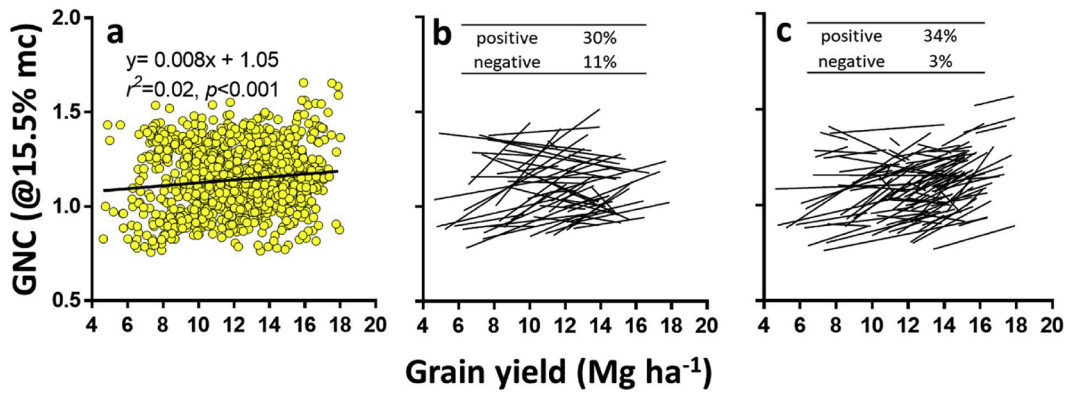 GNC (@15.5% mc)
2.0
1.5
1.0
0.5
a
y= 0.008x + 1.05
r²=0.02, p<0.001
4 6 8 10 12 14 16 18 20
b
positive 30%
negative 11%
4 6 8 10 12 14 16 18 20
c
positive 34%
negative 3%
4 6 8 10 12 14 16 18 20
Grain yield (Mg ha⁻¹)